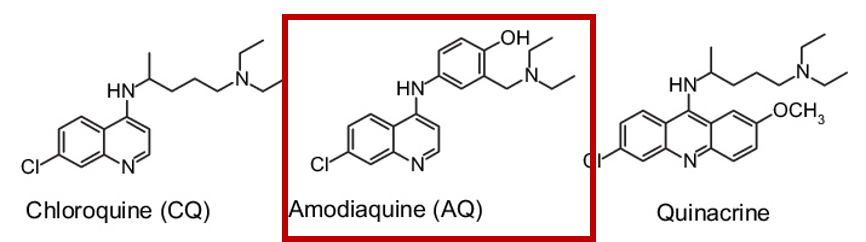 HN
N
Cl
N
Chloroquine (CQ)
OH
HN
N
Cl
N
Amodiaquine (AQ)
HN
N
OCH3
Cl
N
Quinacrine